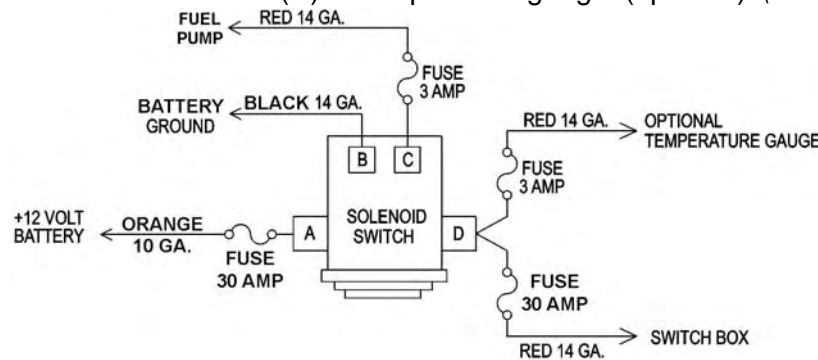 FUEL
PUMP
RED 14 GA.
FUSE
3 AMP
BATTERY
GROUND
BLACK 14 GA.
B
C
RED 14 GA.
OPTIONAL
TEMPERATURE GAUGE
FUSE
3 AMP
+12 VOLT
BATTERY
ORANGE
10 GA.
FUSE
30 AMP
A
SOLENOID
SWITCH
D
FUSE
30 AMP
RED 14 GA.
SWITCH BOX